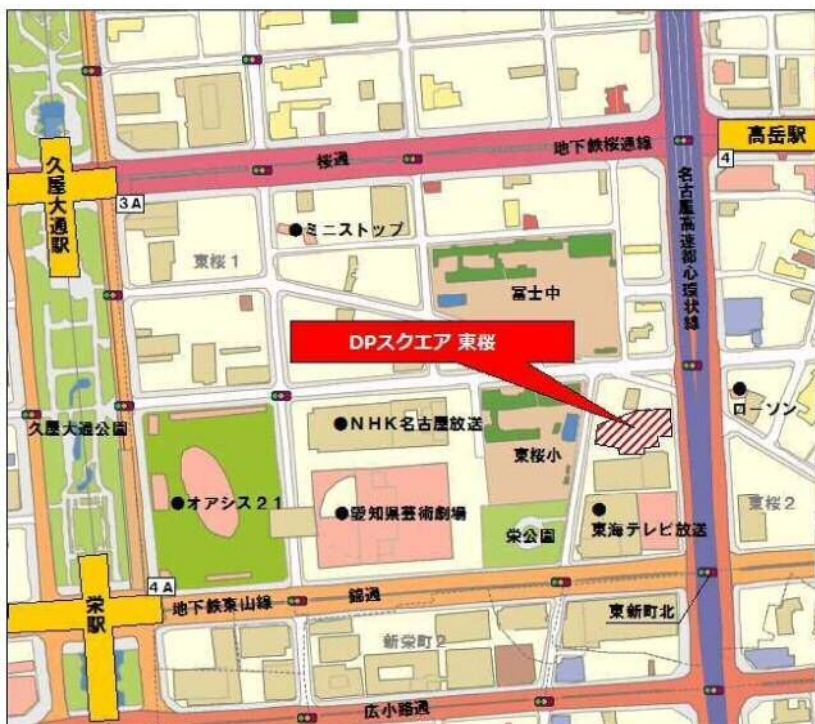 高岳駅
4
地下鉄桜通線
桜通
久屋大通駅
3A
名古屋高速都心環状線
●ミニストップ
東桜1
冨士中
DPスクエア 東桜
●ローソン
久屋大通公園
●NHK名古屋放送
東桜小
●オアシス21
●愛知県芸術劇場
栄公園
●東海テレビ放送
東桜2
4A
栄駅
地下鉄東山線
錦通
東新町北
新栄町2
広小路通